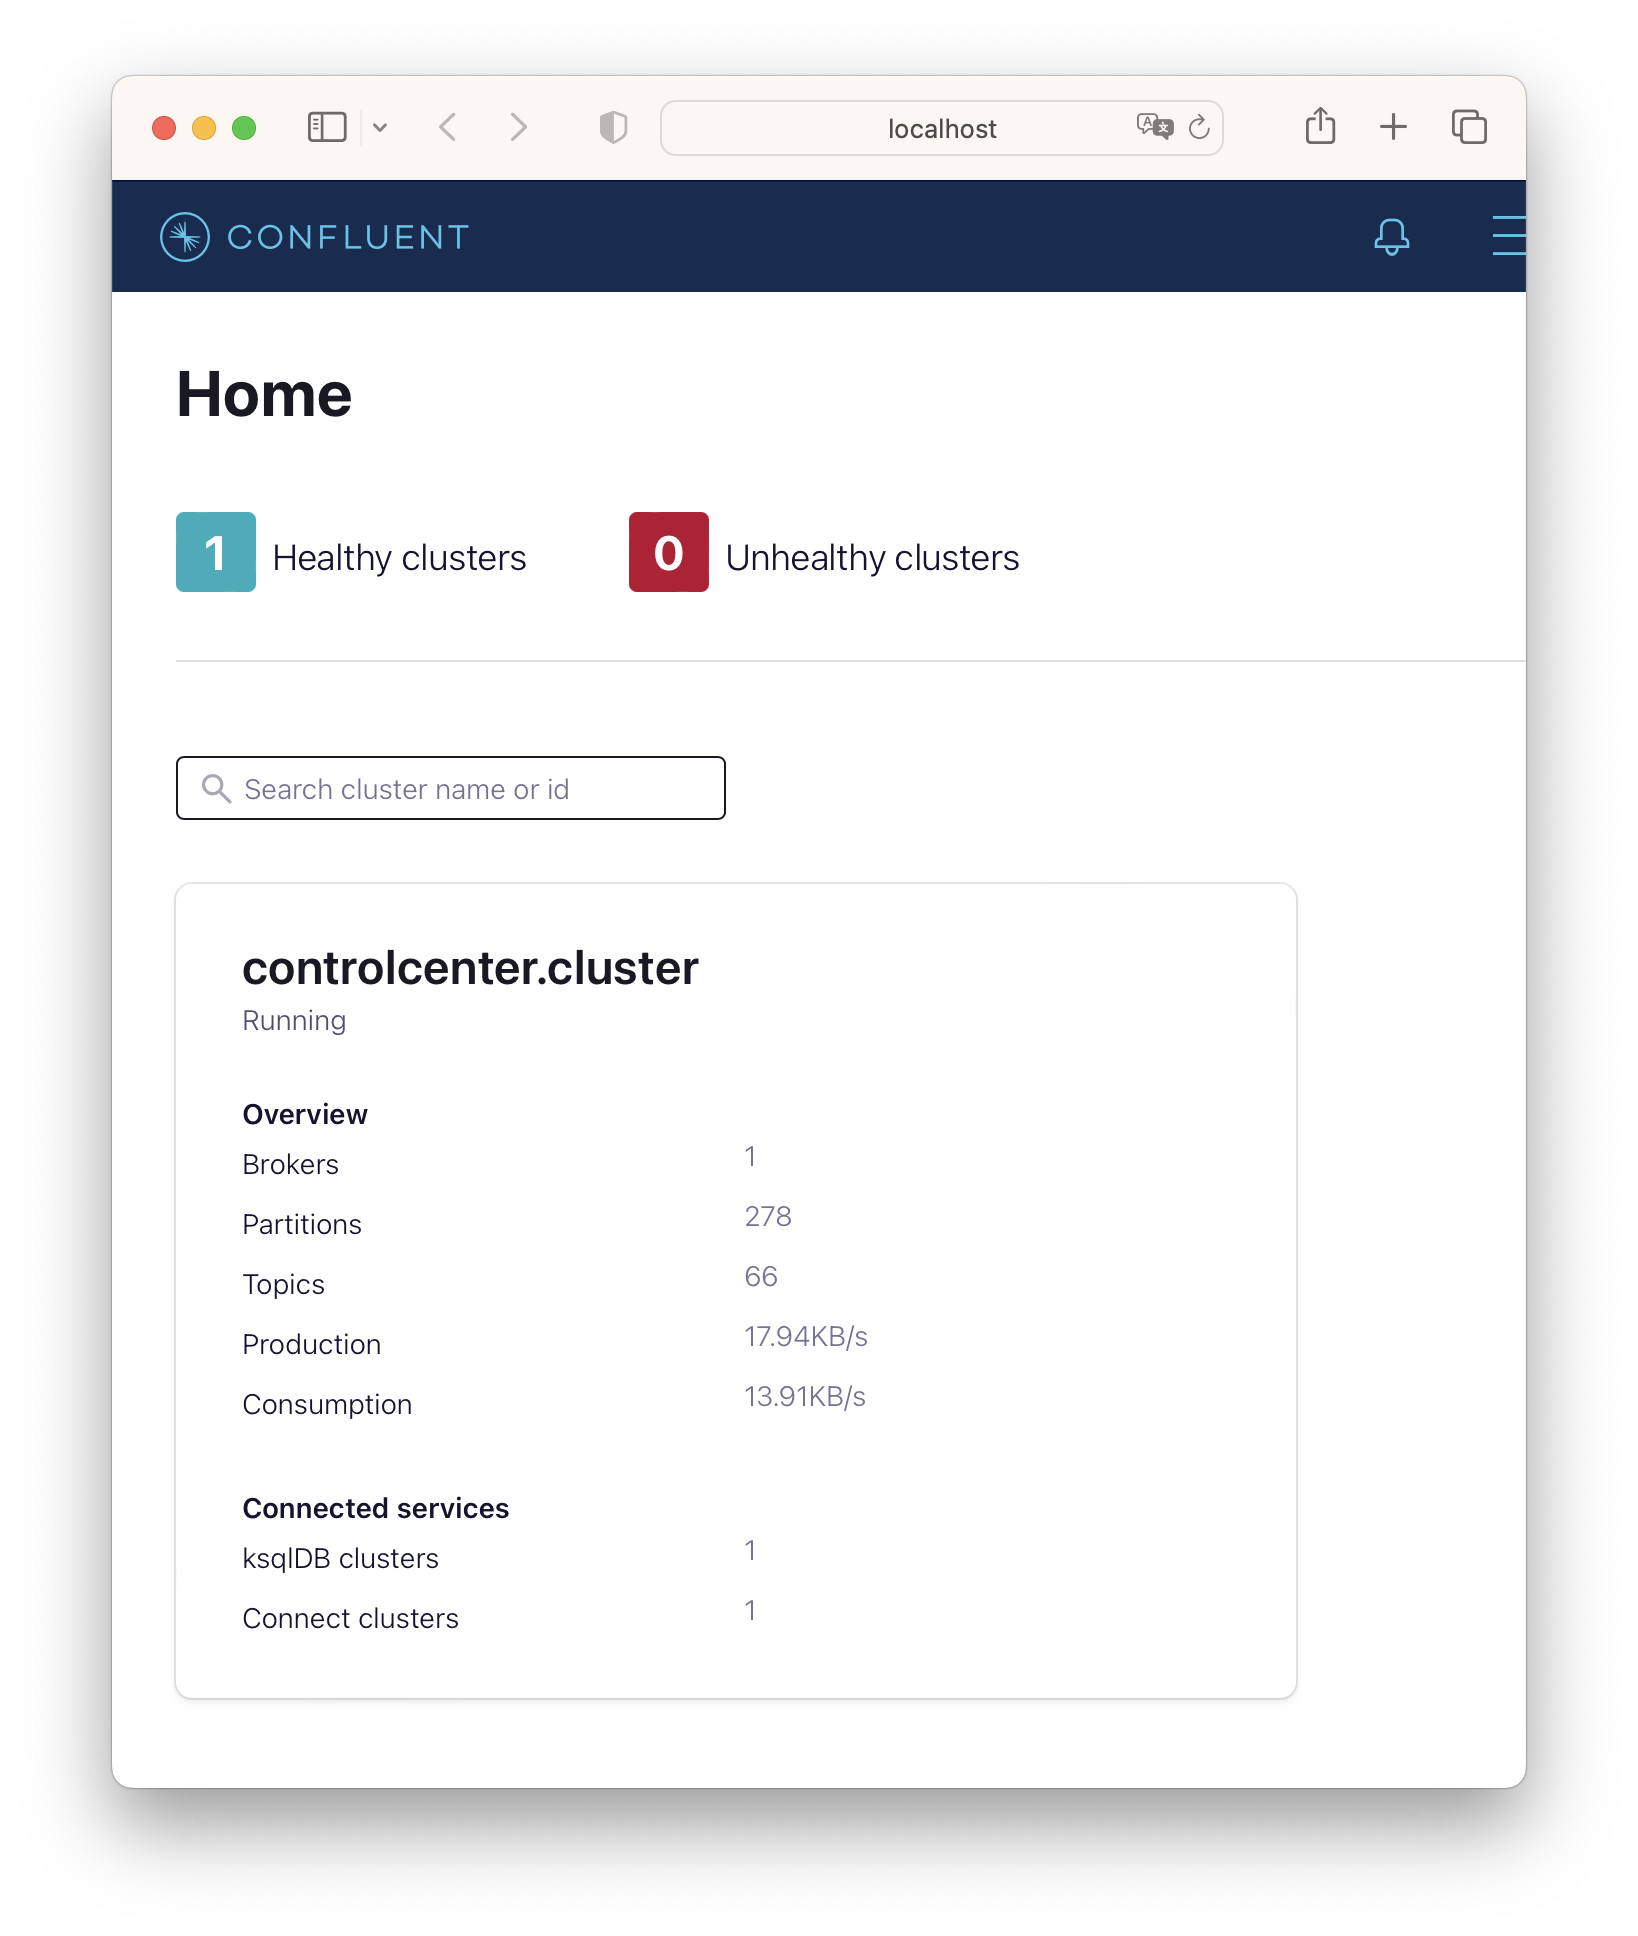 localhost
CONFLUENT
Home
1 Healthy clusters 0 Unhealthy clusters
Search cluster name or id
controlcenter.cluster
Running
Overview
Brokers 1
Partitions 278
Topics 66
Production 17.94KB/s
Consumption 13.91KB/s
Connected services
ksqlDB clusters 1
Connect clusters 1